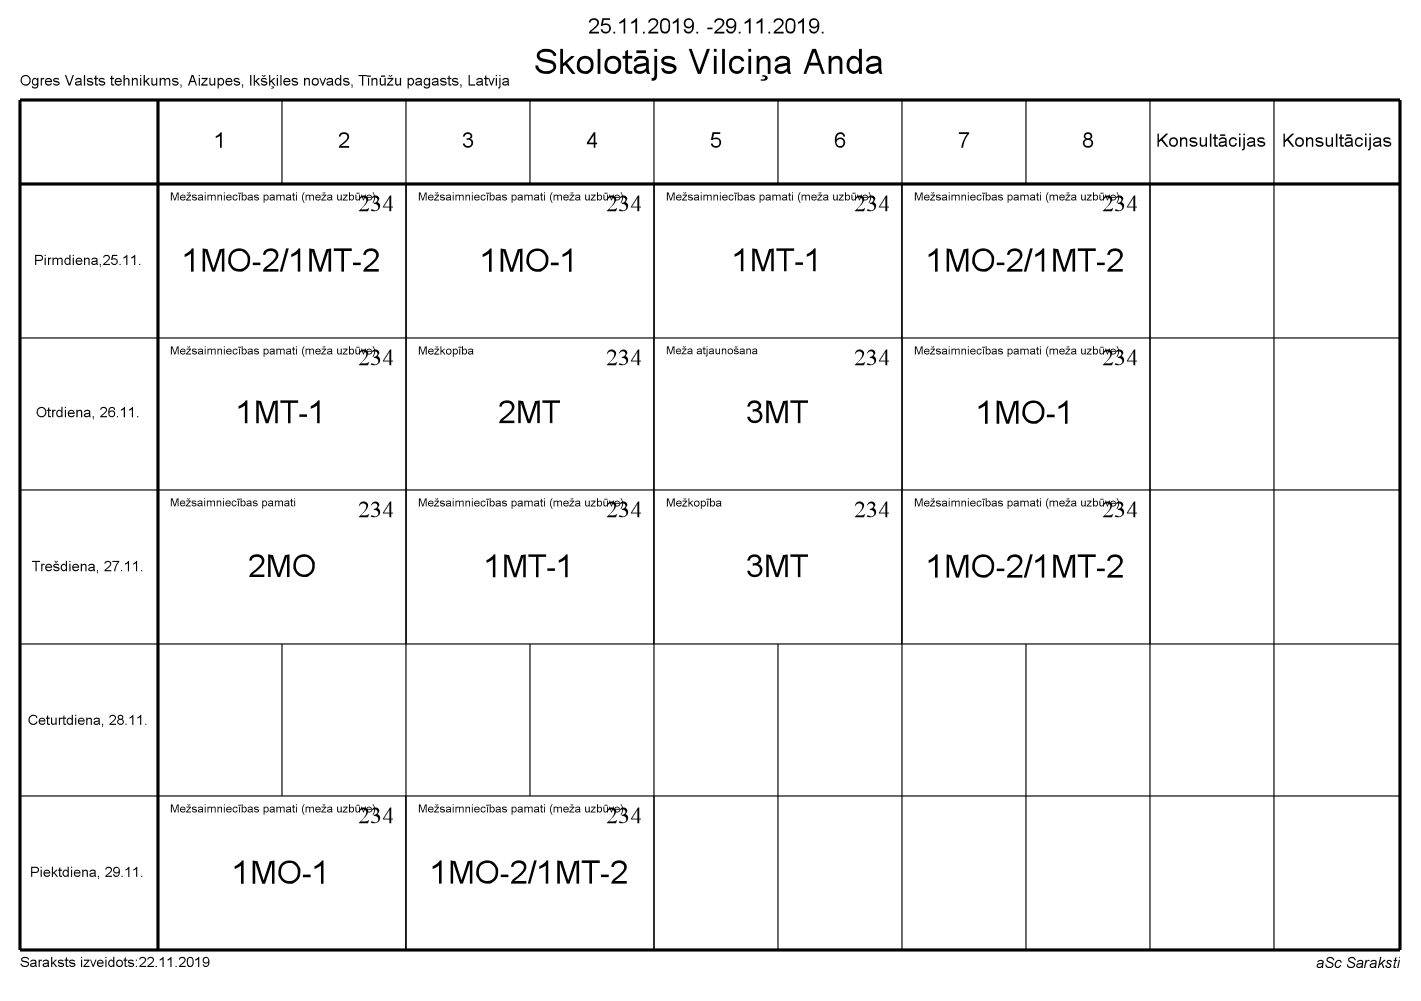 25.11.2019. -29.11.2019.
Skolotājs Vilciņa Anda
Ogres Valsts tehnikums, Aizupes, Ikšķiles novads, Tīnūžu pagasts, Latvija
1 2 3 4 5 6 7 8 Konsultācijas Konsultācijas
Mežsaimniecības pamati (meža uzbūve) 234 Mežsaimniecības pamati (meža uzbūve) 234 Mežsaimniecības pamati (meža uzbūve) 234 Mežsaimniecības pamati (meža uzbūve) 234
Pirmdiena,25.11. 1MO-2/1MT-2 1MO-1 1MT-1 1MO-2/1MT-2
Mežsaimniecības pamati (meža uzbūve) 234 Mežkopība 234 Meža atjaunošana 234 Mežsaimniecības pamati (meža uzbūve) 234
Otrdiena, 26.11. 1MT-1 2MT 3MT 1MO-1
Mežsaimniecības pamati 234 Mežsaimniecības pamati (meža uzbūve) 234 Mežkopība 234 Mežsaimniecības pamati (meža uzbūve) 234
Trešdiena, 27.11. 2MO 1MT-1 3MT 1MO-2/1MT-2
Ceturtdiena, 28.11.
Mežsaimniecības pamati (meža uzbūve) 234 Mežsaimniecības pamati (meža uzbūve) 234
Piektdiena, 29.11. 1MO-1 1MO-2/1MT-2
Saraksts izveidots:22.11.2019 aSc Saraksti